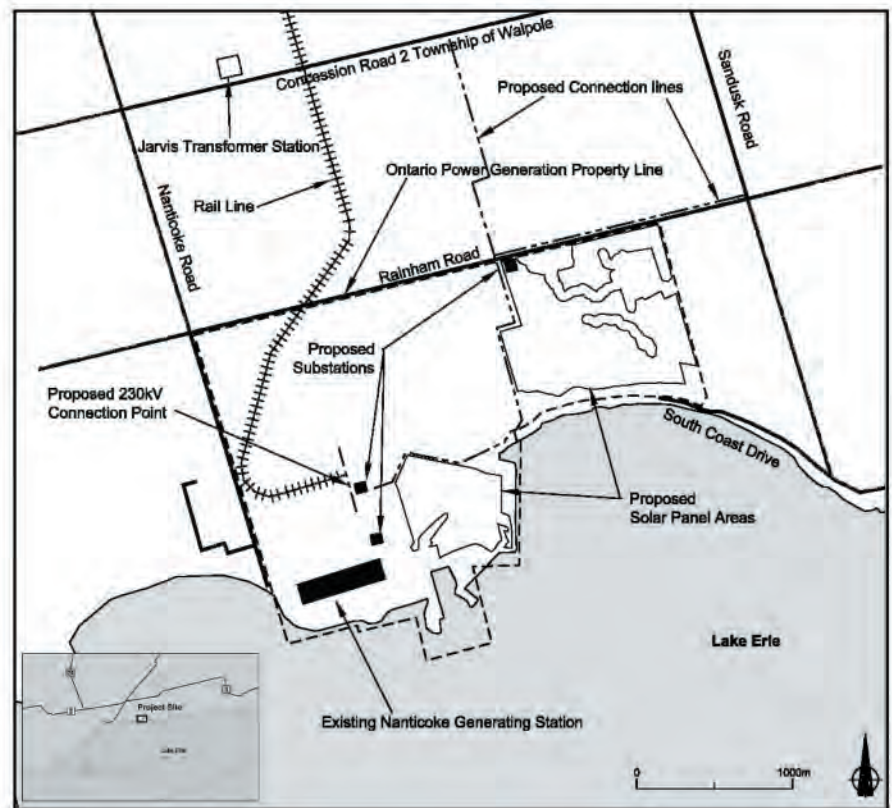 Concession Road 2 Township of Walpole
Sandusk Road
Proposed Connection lines
Jarvis Transformer Station
Ontario Power Generation Property Line
Rail Line
Nanticoke Road
Rainham Road
Proposed
Substations
Proposed 230kV
Connection Point
South Coast Drive
Proposed
Solar Panel Areas
Lake Erie
Project Site
Lake Erie
Existing Nanticoke Generating Station
0
1000m